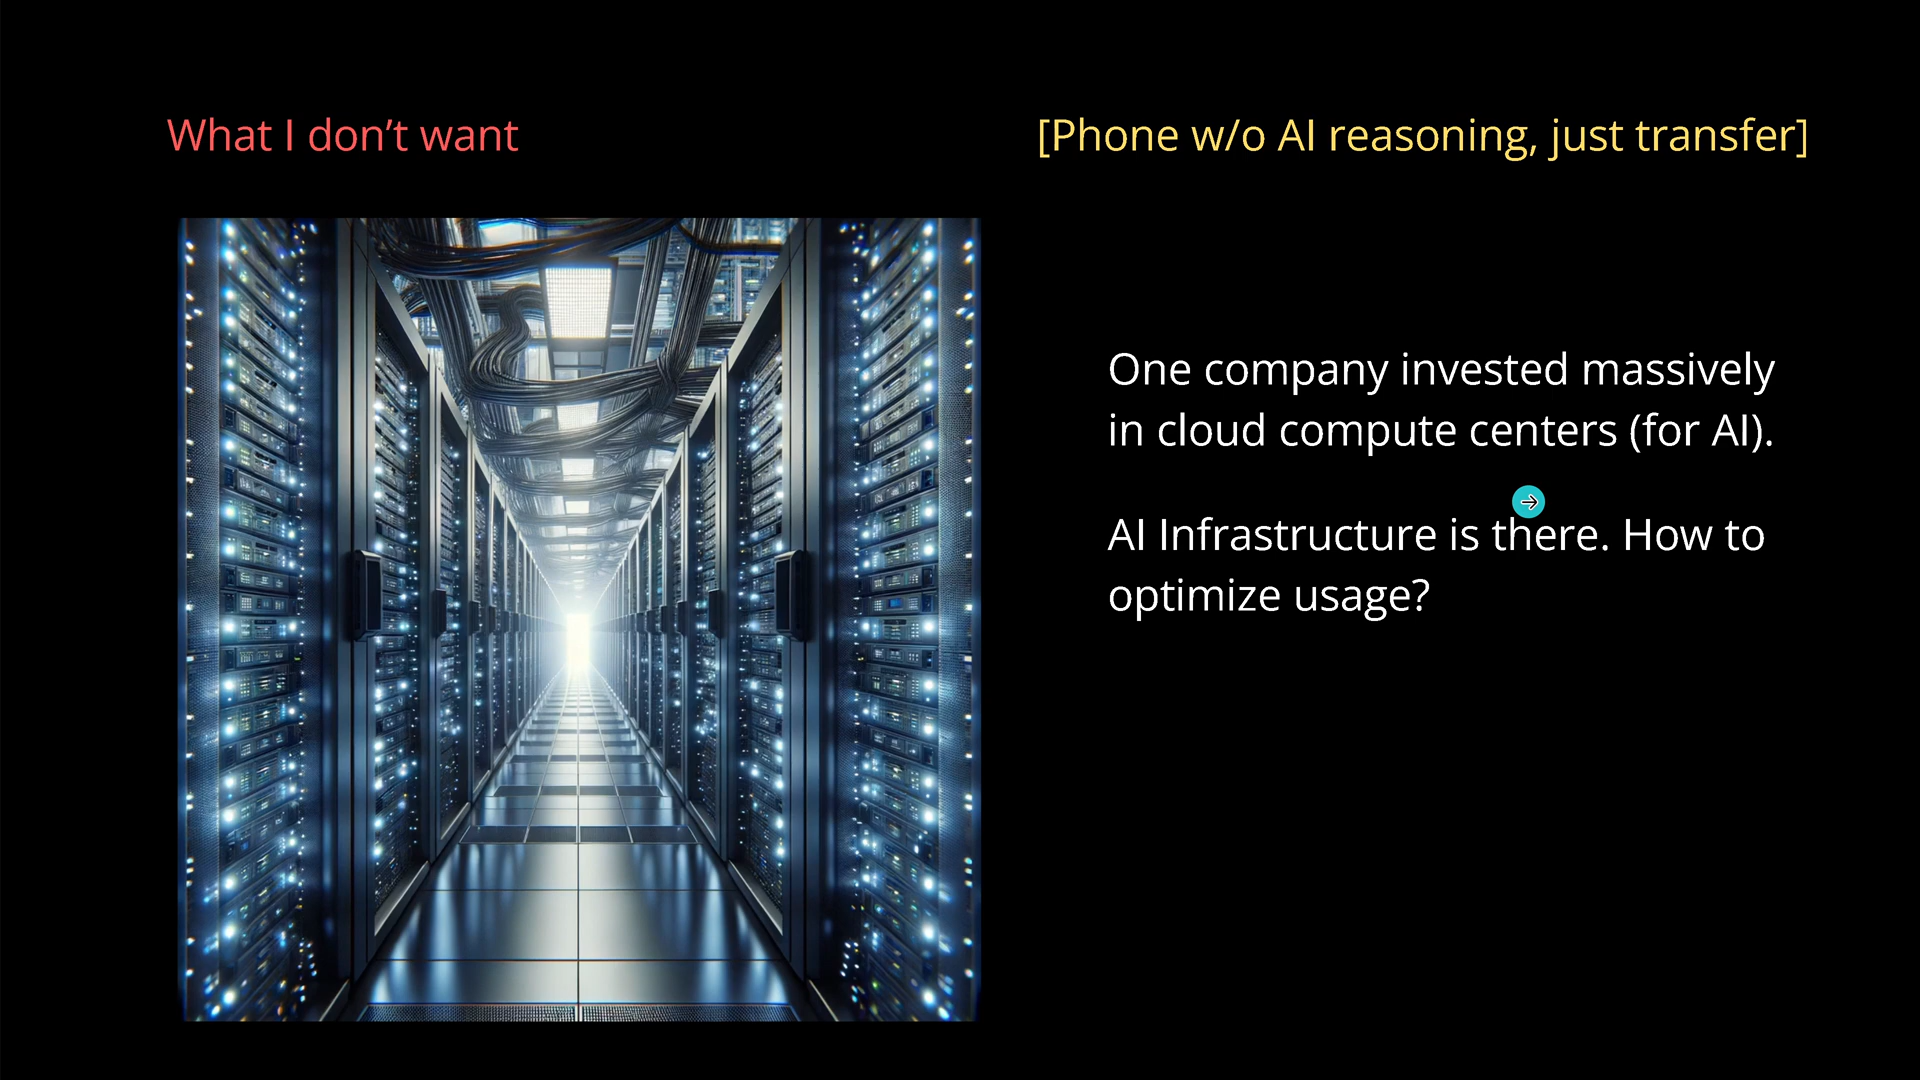 What I don’t want
[Phone w/o AI reasoning, just transfer]
One company invested massively
in cloud compute centers (for AI).
AI Infrastructure is there. How to
optimize usage?